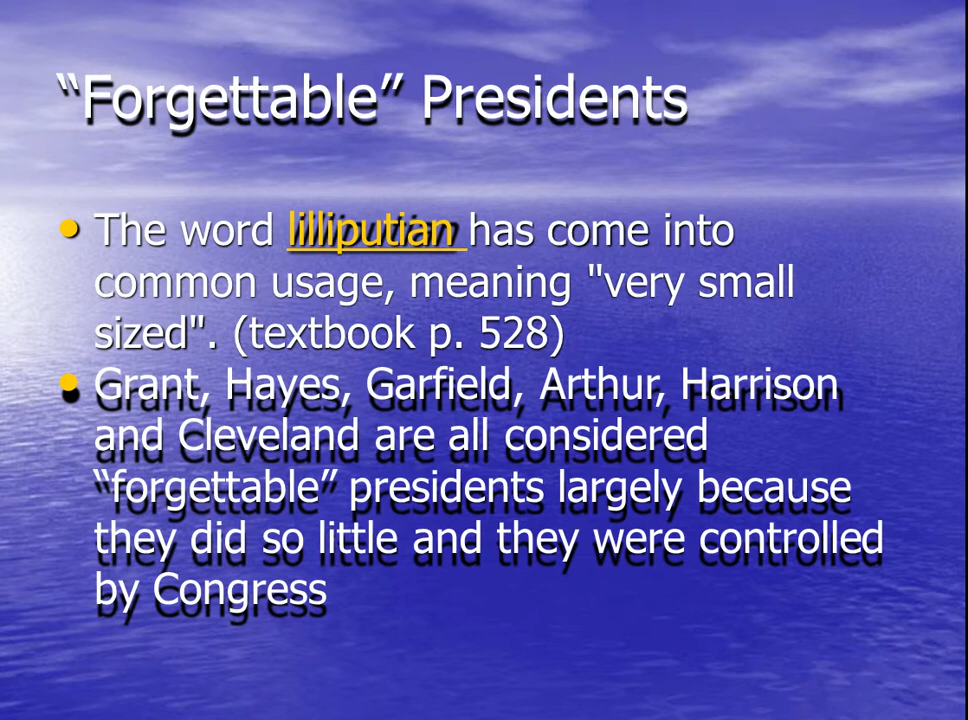 “Forgettable” Presidents
• The word lilliputian has come into
common usage, meaning "very small
sized". (textbook p. 528)
• Grant, Hayes, Garfield, Arthur, Harrison
and Cleveland are all considered
“forgettable” presidents largely because
they did so little and they were controlled
by Congress